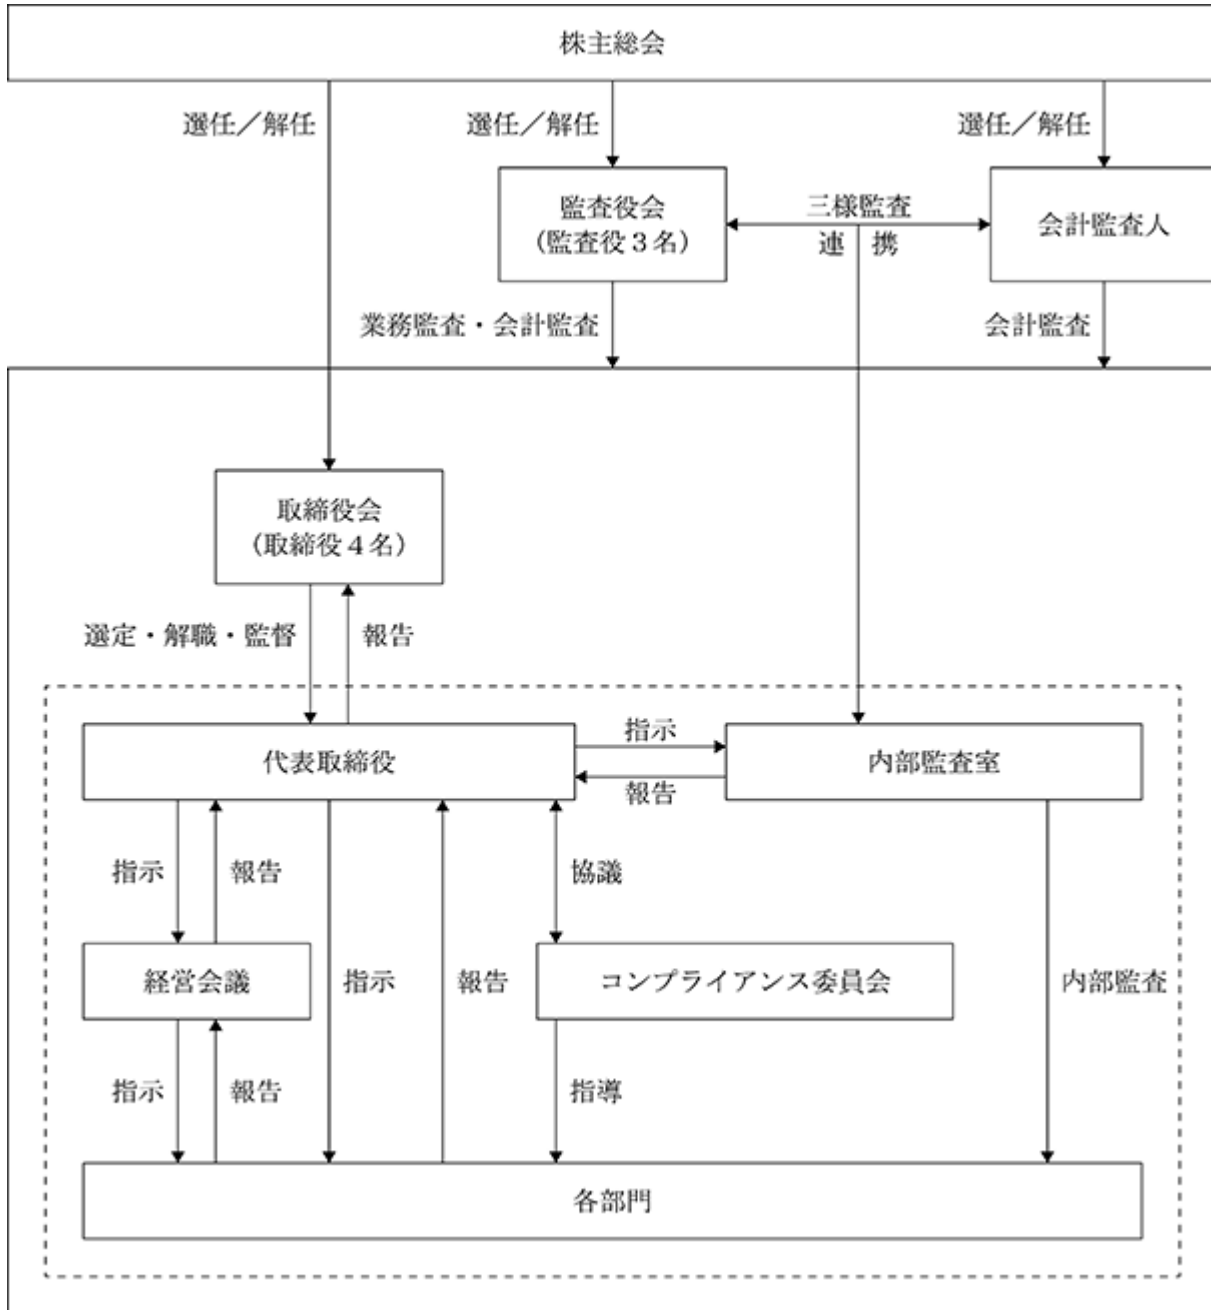 株主総会
選任／解任
選任／解任
選任／解任
監査役会
（監査役３名）
三様監査
連 携
会計監査人
業務監査・会計監査
会計監査
取締役会
（取締役４名）
選定・解職・監督
報告
代表取締役
指示
報告
内部監査室
指示
報告
協議
経営会議
指示
報告
コンプライアンス委員会
内部監査
指示
報告
指導
各部門